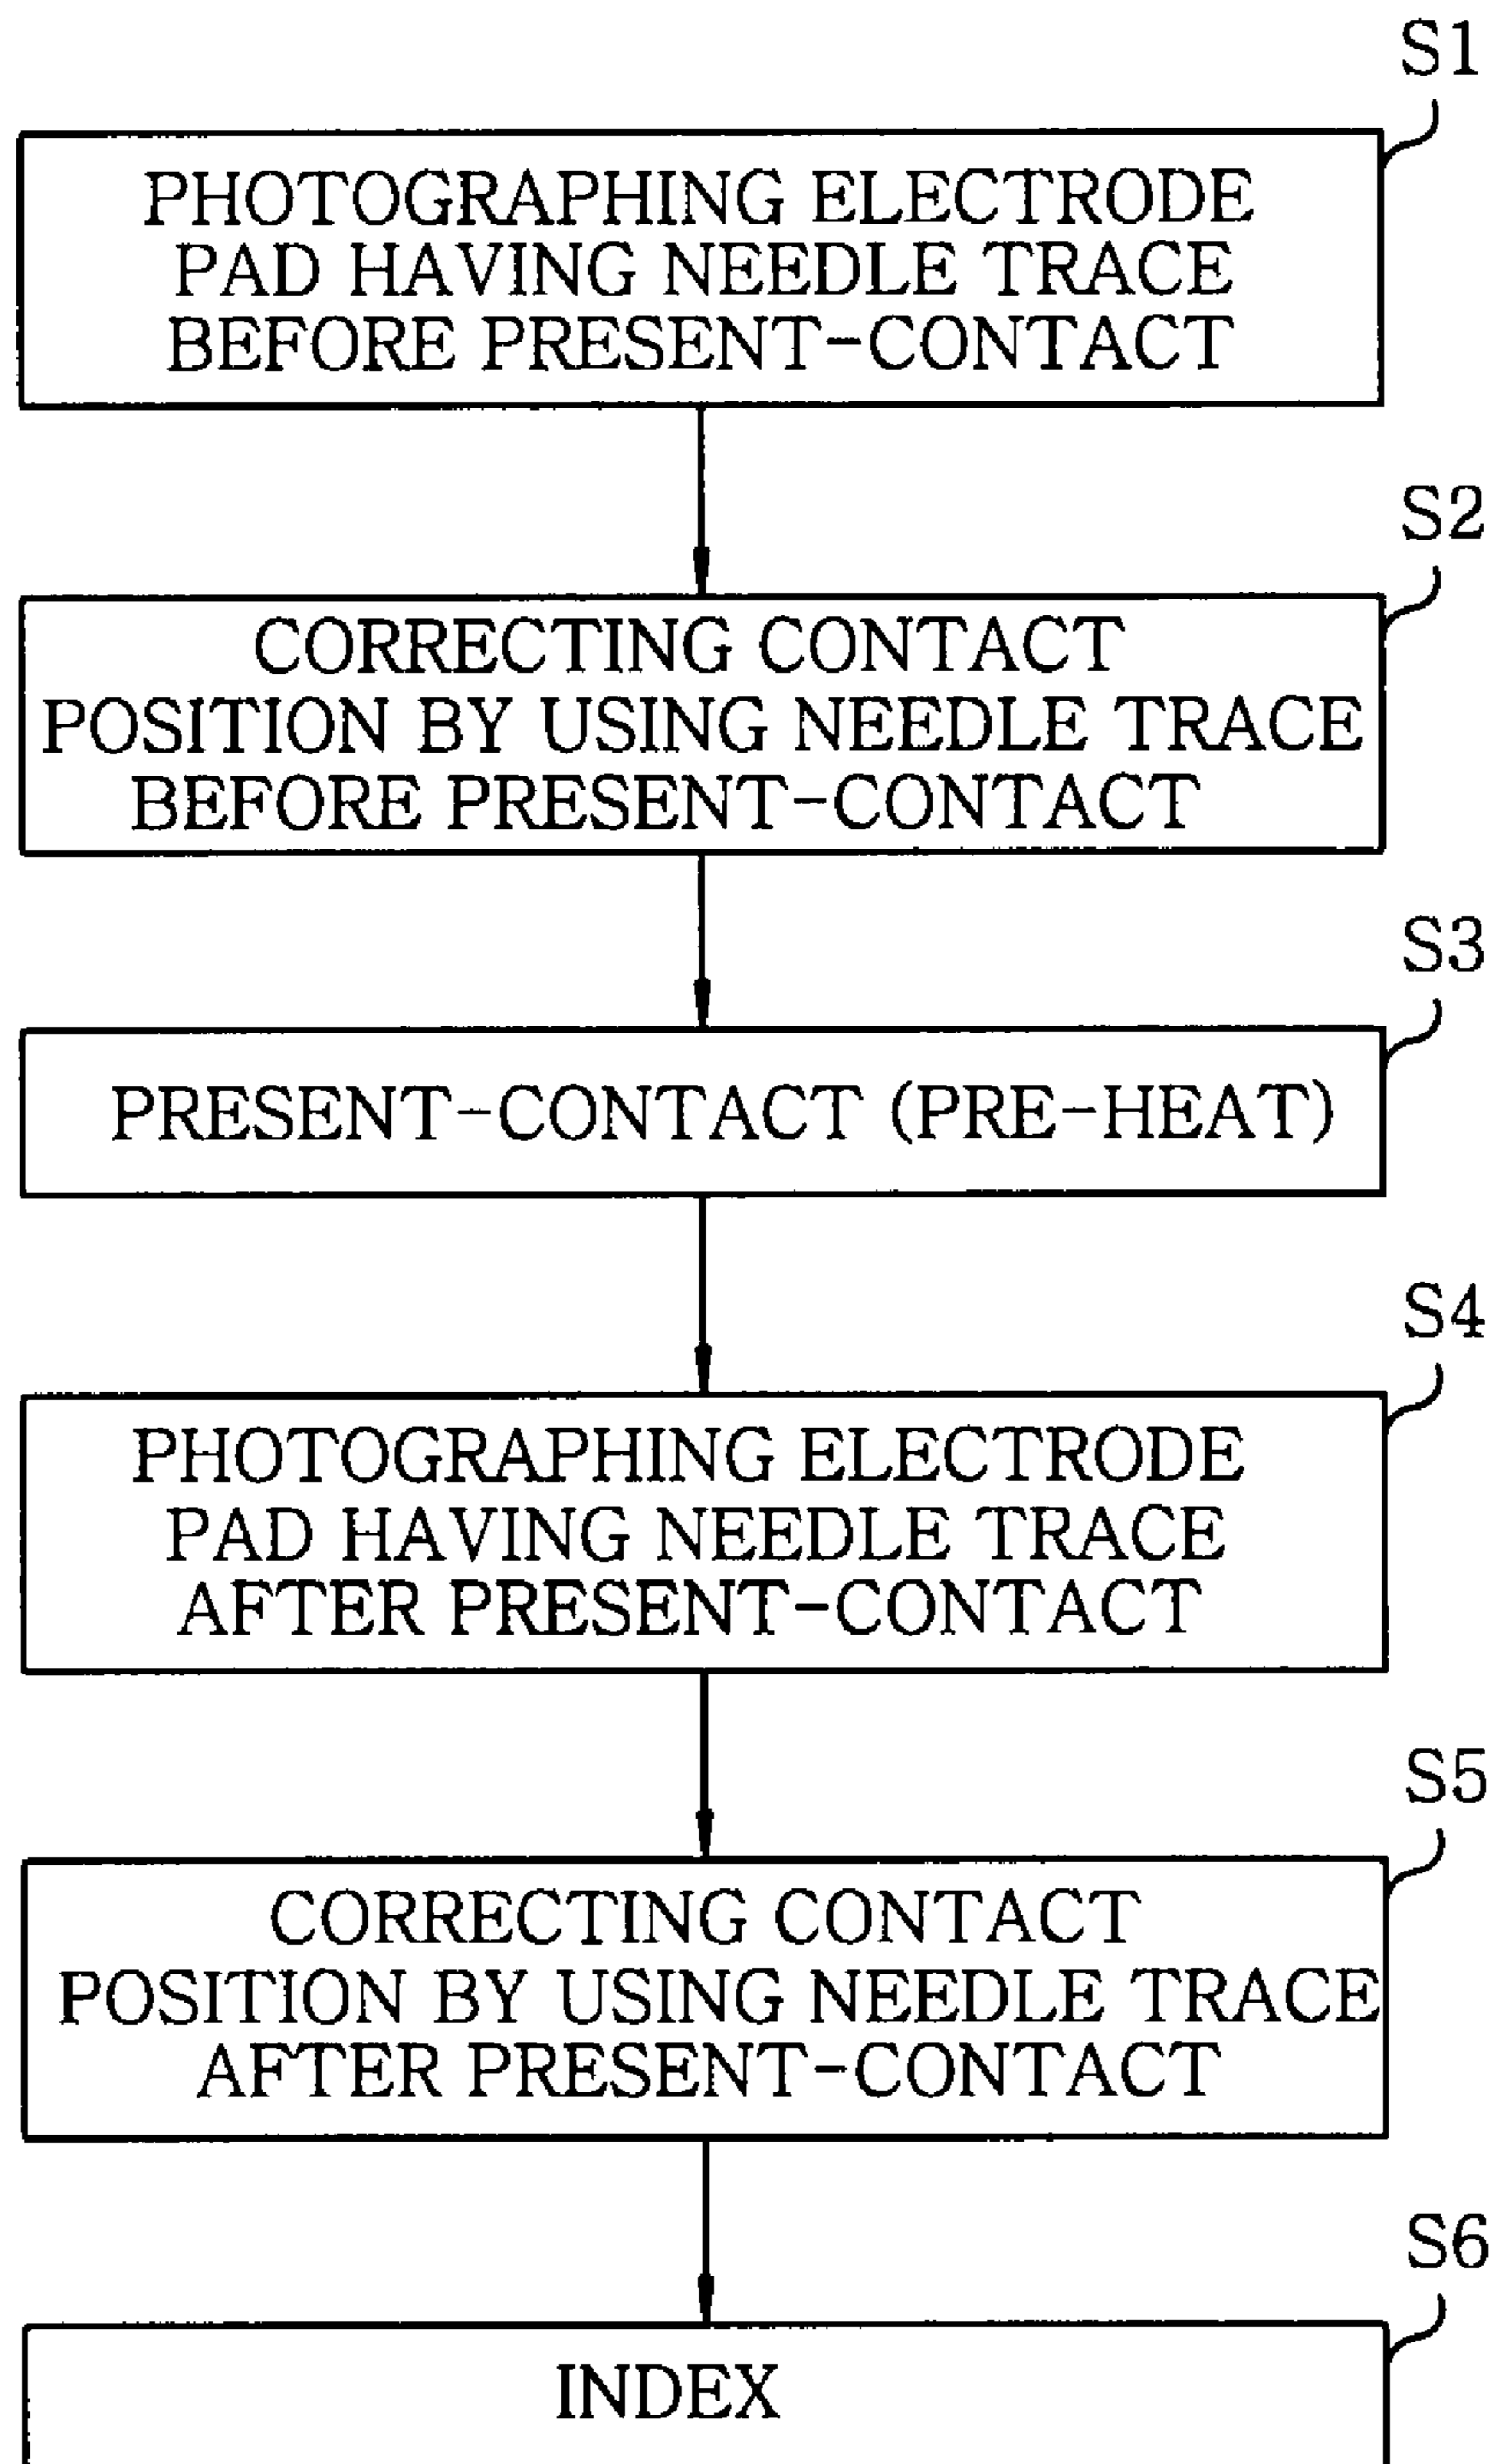 S1
PHOTOGRAPHING ELECTRODE
PAD HAVING NEEDLE TRACE
BEFORE PRESENT-CONTACT
S2
CORRECTING CONTACT
POSITION BY USING NEEDLE TRACE
BEFORE PRESENT-CONTACT
S3
PRESENT-CONTACT (PRE-HEAT)
S4
PHOTOGRAPHING ELECTRODE
PAD HAVING NEEDLE TRACE
AFTER PRESENT-CONTACT
S5
CORRECTING CONTACT
POSITION BY USING NEEDLE TRACE
AFTER PRESENT-CONTACT
S6
INDEX